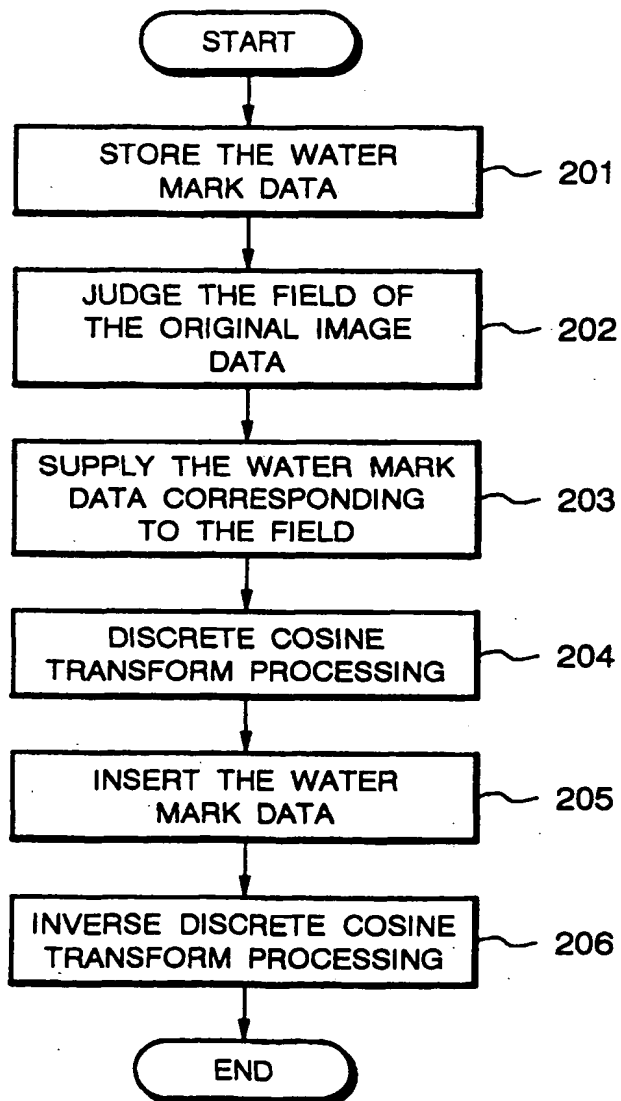 START
STORE THE WATER
MARK DATA
201
JUDGE THE FIELD OF
THE ORIGINAL IMAGE
DATA
202
SUPPLY THE WATER MARK
DATA CORRESPONDING
TO THE FIELD
203
DISCRETE COSINE
TRANSFORM PROCESSING
204
INSERT THE WATER
MARK DATA
205
INVERSE DISCRETE COSINE
TRANSFORM PROCESSING
206
END